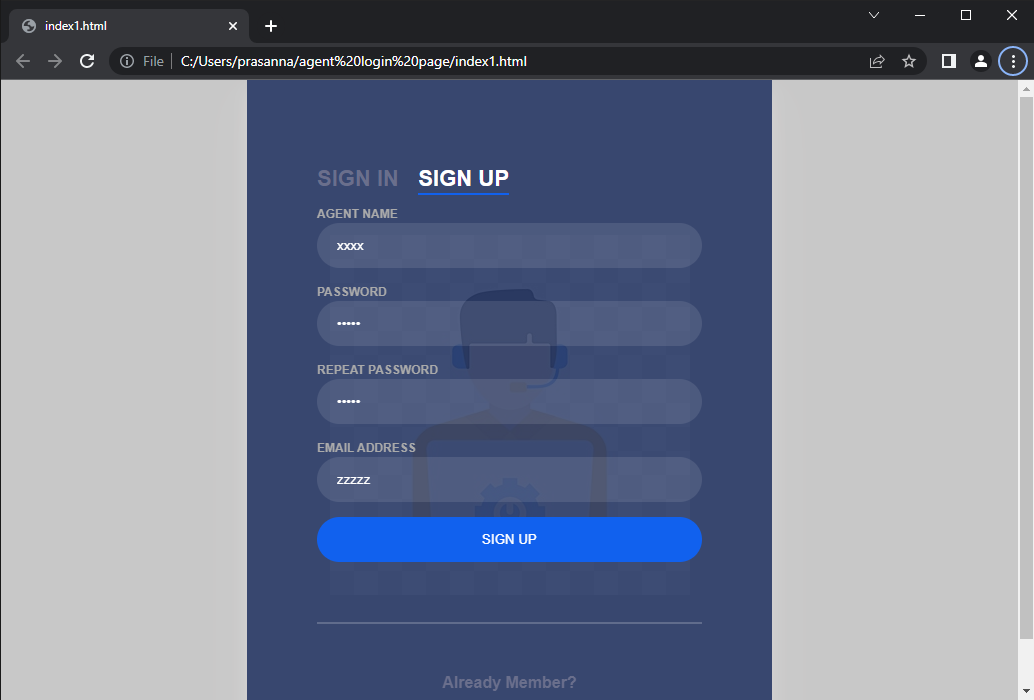 index1.html
File C:/Users/prasanna/agent%20login%20page/index1.html
SIGN IN SIGN UP
AGENT NAME
xxxx
PASSWORD
•••••
REPEAT PASSWORD
•••••
EMAIL ADDRESS
zzzzz
SIGN UP
Already Member?